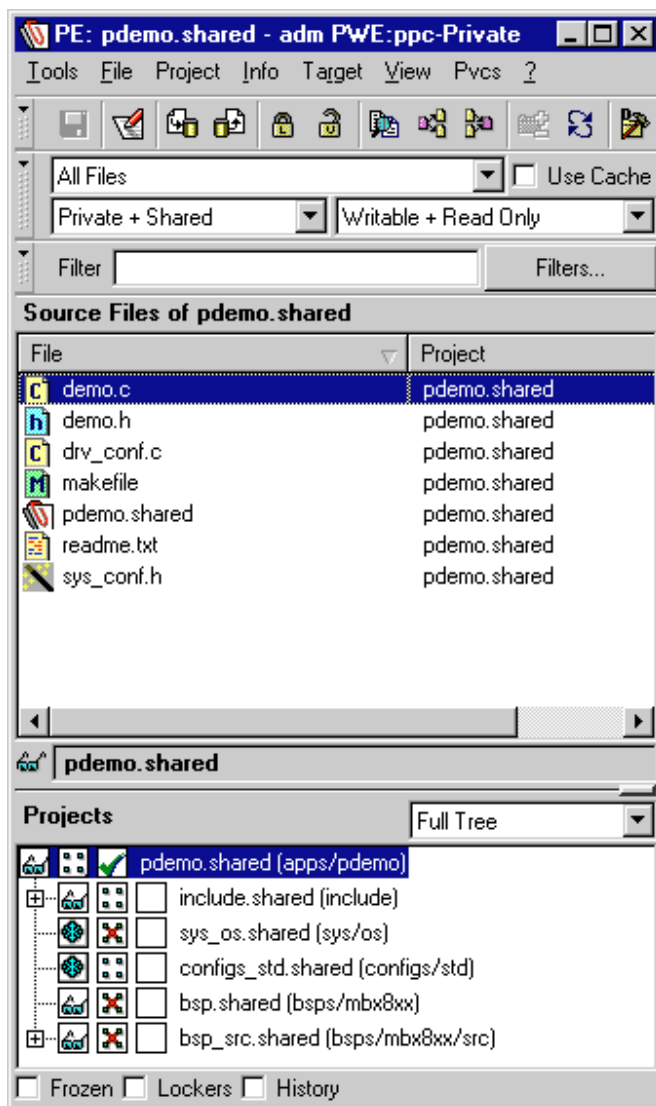 PE: pdemo.shared - adm PWE:ppc-Private
Tools File Project Info Target View Pvcs ?
All Files Use Cache
Private + Shared Writable + Read Only
Filter Filters...
Source Files of pdemo.shared
File Project
demo.c pdemo.shared
demo.h pdemo.shared
drv_conf.c pdemo.shared
makefile pdemo.shared
pdemo.shared pdemo.shared
readme.txt pdemo.shared
sys_conf.h pdemo.shared
pdemo.shared
Projects Full Tree
pdemo.shared (apps/pdemo)
include.shared (include)
sys_os.shared (sys/os)
configs_std.shared (configs/std)
bsp.shared (bsps/mbx8xx)
bsp_src.shared (bsps/mbx8xx/src)
Frozen Lockers History